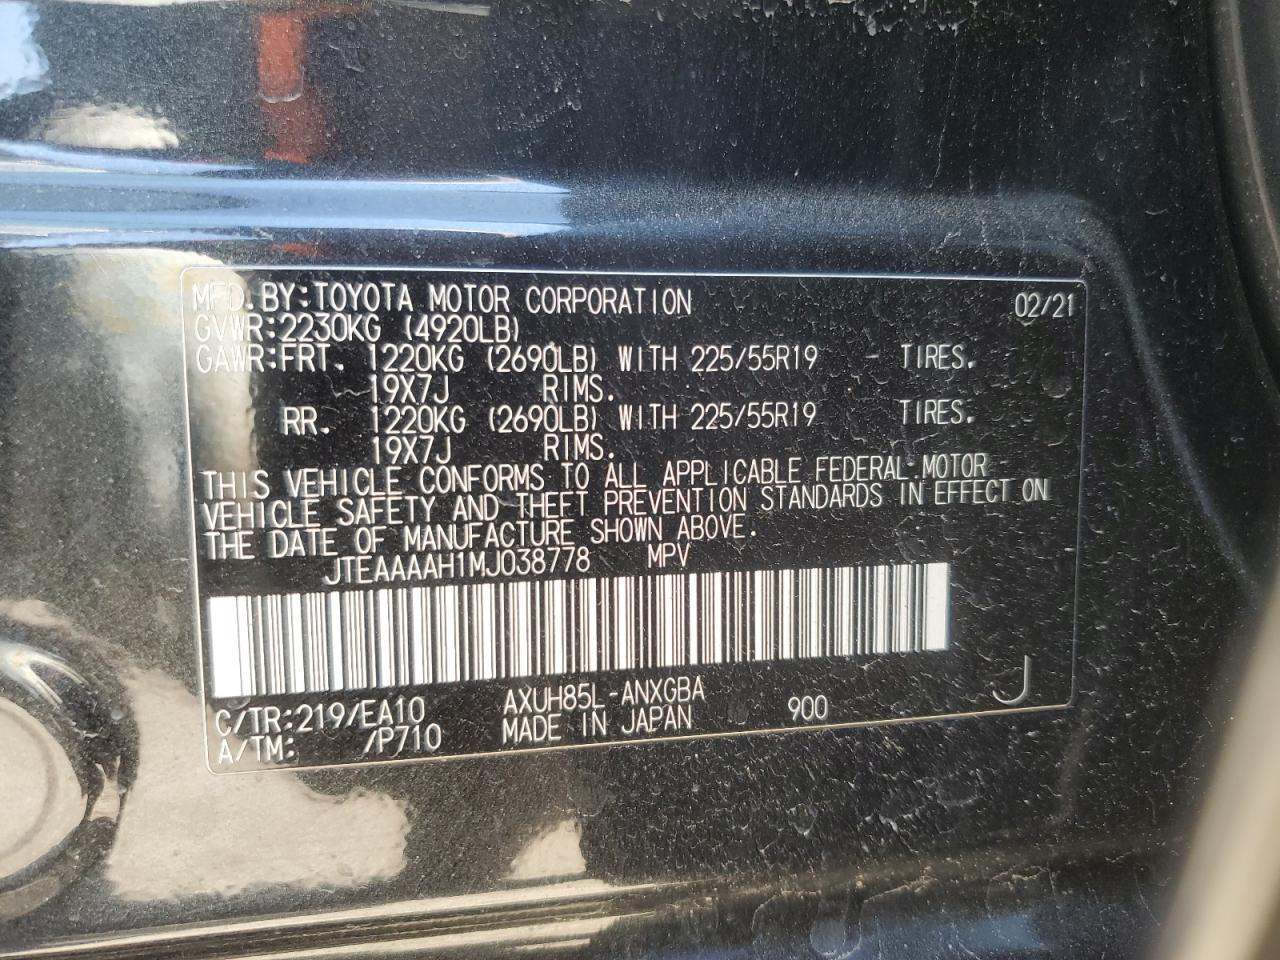 MFD.BY:TOYOTA MOTOR CORPORATION 02/21
GVWR:2230KG (4920LB)
GAWR:FRT. 1220KG (2690LB) WITH 225/55R19 TIRES.
19X7J RIMS.
RR. 1220KG (2690LB) WITH 225/55R19 TIRES.
19X7J RIMS.
THIS VEHICLE CONFORMS TO ALL APPLICABLE FEDERAL MOTOR
VEHICLE SAFETY AND THEFT PREVENTION STANDARDS IN EFFECT ON
THE DATE OF MANUFACTURE SHOWN ABOVE.
JTEAAAAH1MJ038778 MPV
C/TR:219/EA10 AXUH85L-ANXGBA
A/TM: /P710 MADE IN JAPAN 900 J